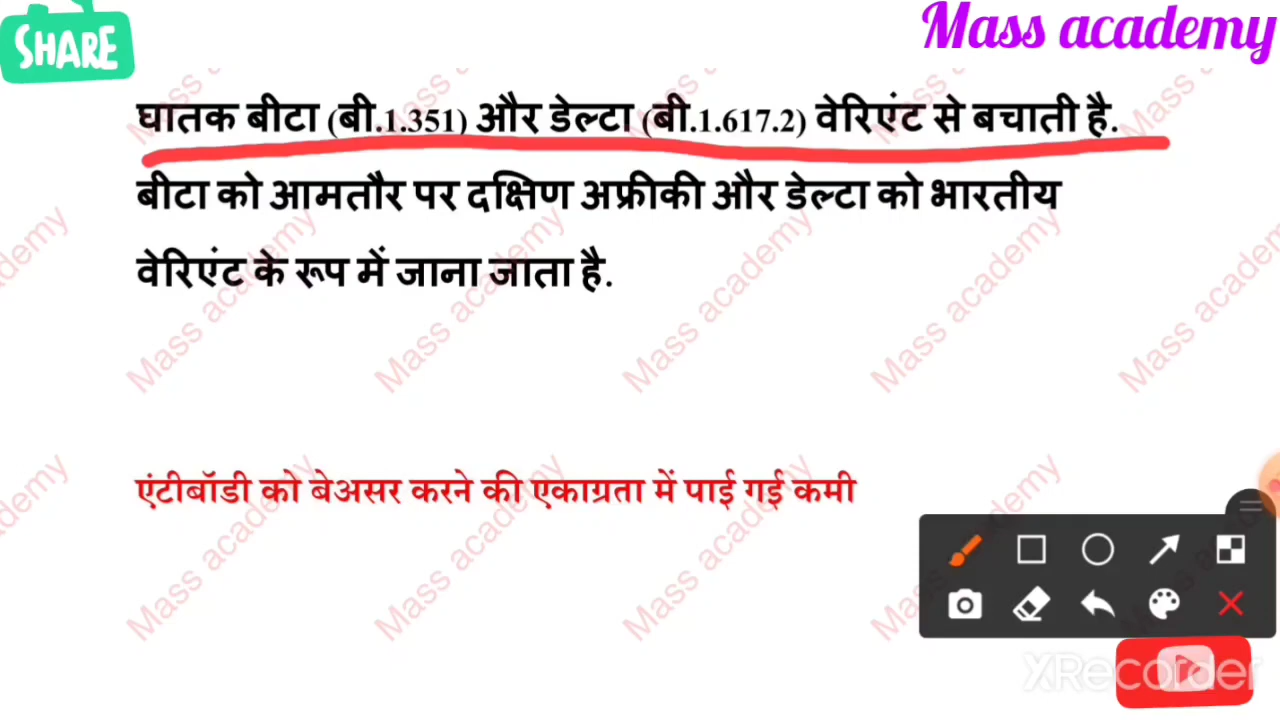 SHARE
Mass academy
घातक बीटा (बी.1.351) और डेल्टा (बी.1.617.2) वेरिएंट से बचाती है.
बीटा को आमतौर पर दक्षिण अफ्रीकी और डेल्टा को भारतीय
वेरिएंट के रूप में जाना जाता है.
एंटीबॉडी को बेअसर करने की एकाग्रता में पाई गई कमी
XRecorder